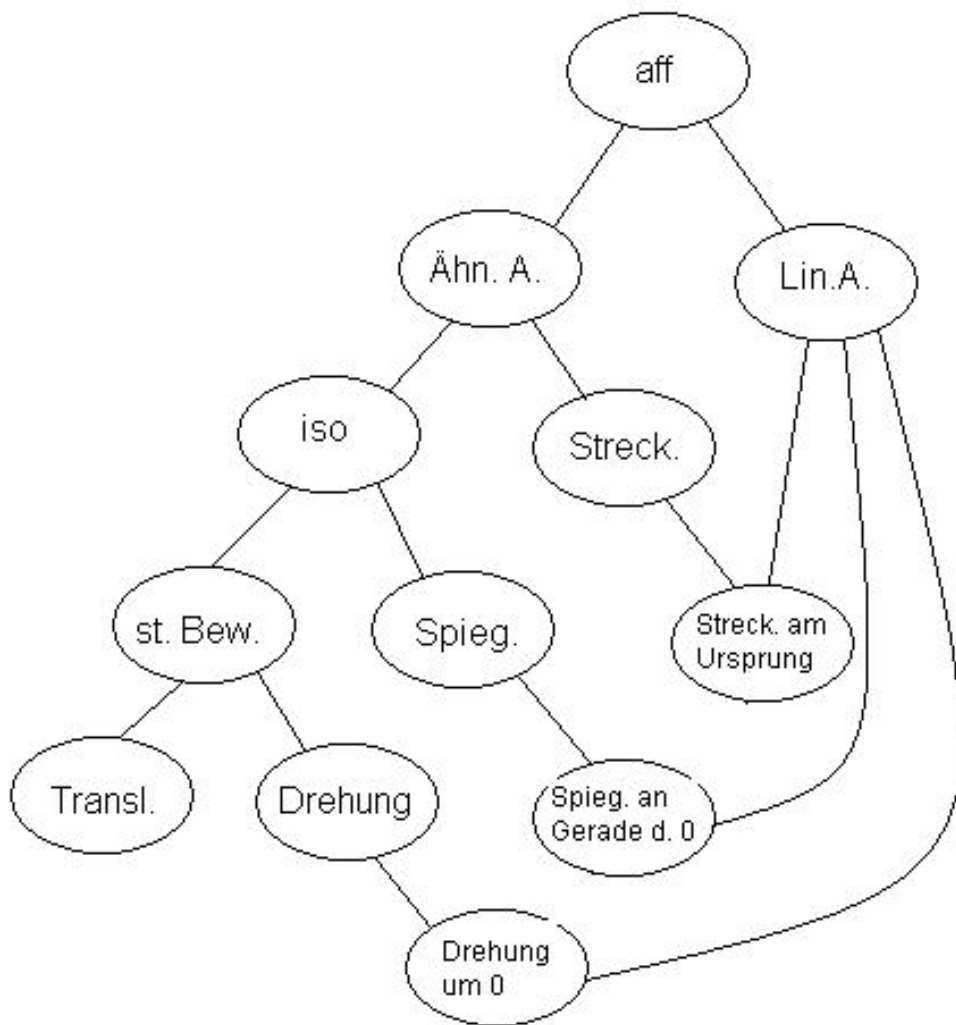 aff
Ähn. A.
Lin.A.
iso
Streck.
st. Bew.
Spieg.
Streck. am
Ursprung
Transl.
Drehung
Spieg. an
Gerade d. 0
Drehung
um 0